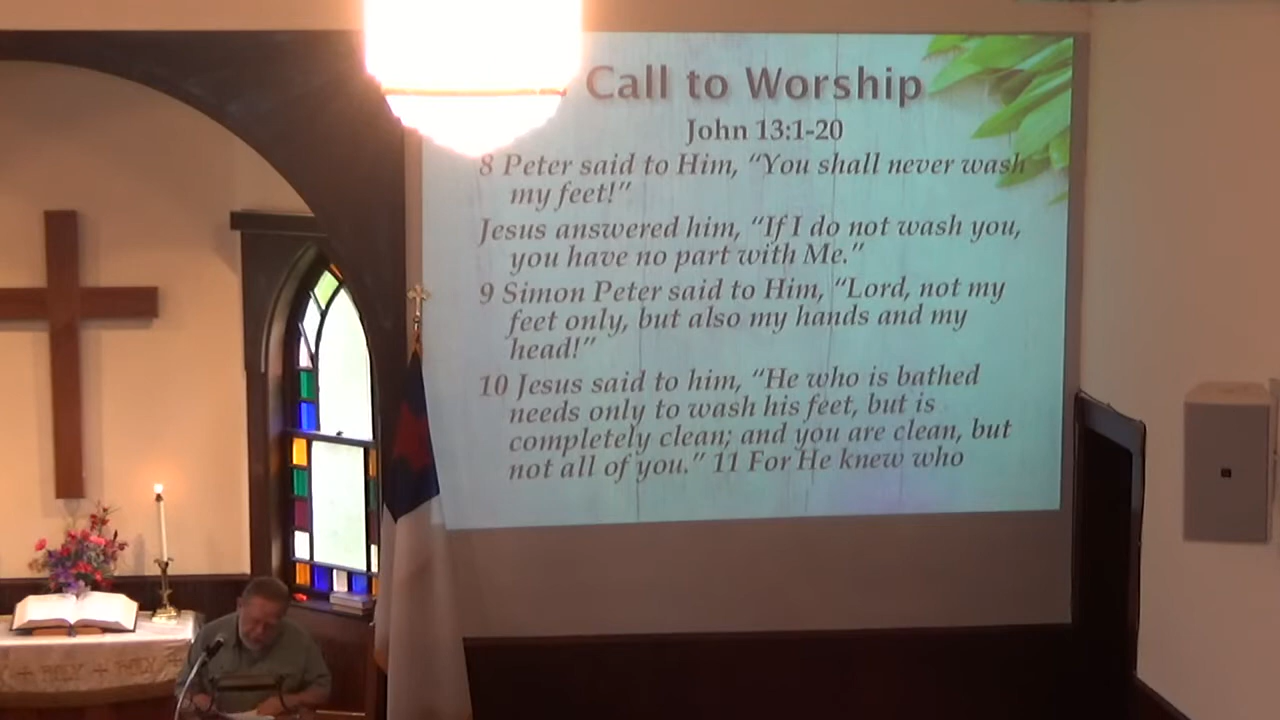 Call to Worship
John 13:1-20
8 Peter said to Him, “You shall never wash
my feet!”
Jesus answered him, “If I do not wash you,
you have no part with Me.”
9 Simon Peter said to Him, “Lord, not my
feet only, but also my hands and my
head!”
10 Jesus said to him, “He who is bathed
needs only to wash his feet, but is
completely clean; and you are clean, but
not all of you.” 11 For He knew who
HOLY HOLY